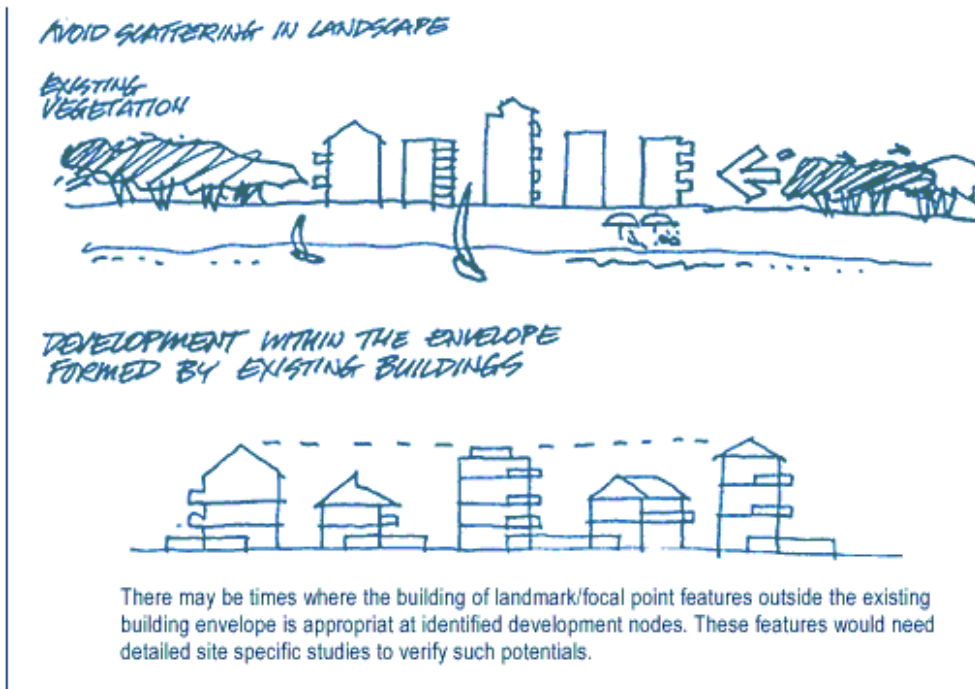 AVOID SCATTERING IN LANDSCAPE
EXISTING
VEGETATION
DEVELOPMENT WITHIN THE ENVELOPE
FORMED BY EXISTING BUILDINGS
There may be times where the building of landmark/focal point features outside the existing
building envelope is appropriat at identified development nodes. These features would need
detailed site specific studies to verify such potentials.